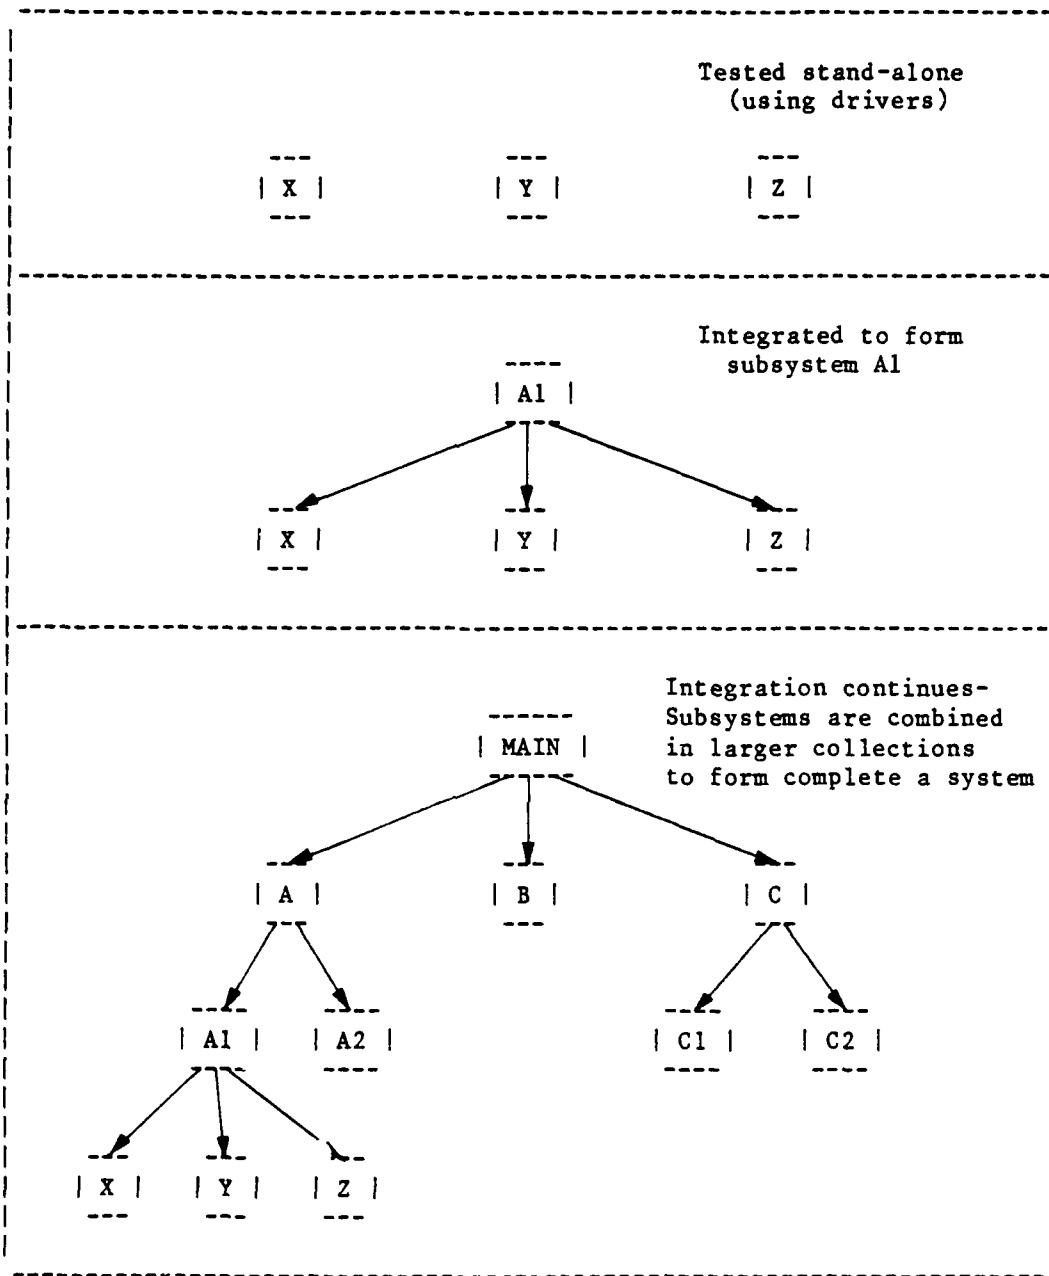 Tested stand-alone
(using drivers)
| X | | Y | | Z |
Integrated to form
subsystem A1
| A1 |
| X | | Y | | Z |
Integration continues-
Subsystems are combined
in larger collections
to form complete a system
| MAIN |
| A | | B | | C |
| A1 | | A2 | | C1 | | C2 |
| X | | Y | | Z |